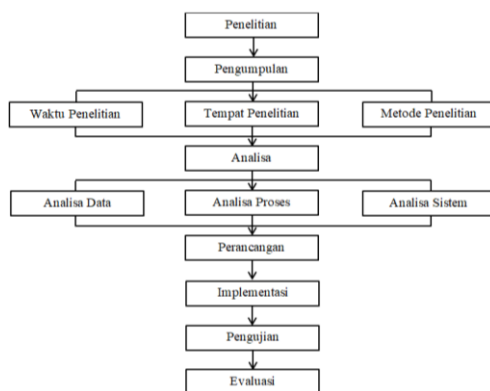 Penelitian
Pengumpulan
Waktu Penelitian
Tempat Penelitian
Metode Penelitian
Analisa
Analisa Data
Analisa Proses
Analisa Sistem
Perancangan
Implementasi
Pengujian
Evaluasi